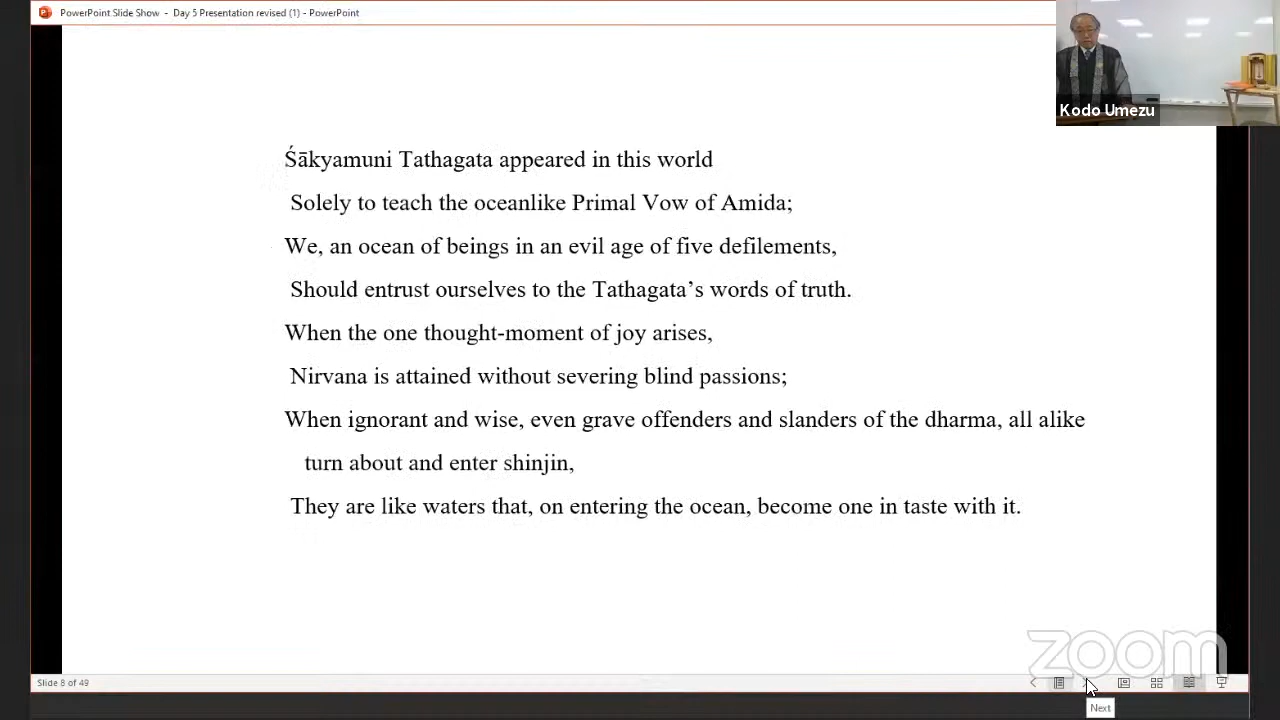 PowerPoint Slide Show - Day 5 Presentation revised (1) - PowerPoint
Kodo Umezu
Śākyamuni Tathagata appeared in this world
Solely to teach the oceanlike Primal Vow of Amida;
We, an ocean of beings in an evil age of five defilements,
Should entrust ourselves to the Tathagata’s words of truth.
When the one thought-moment of joy arises,
Nirvana is attained without severing blind passions;
When ignorant and wise, even grave offenders and slanders of the dharma, all alike
turn about and enter shinjin,
They are like waters that, on entering the ocean, become one in taste with it.
zoom
Slide 8 of 49
Next